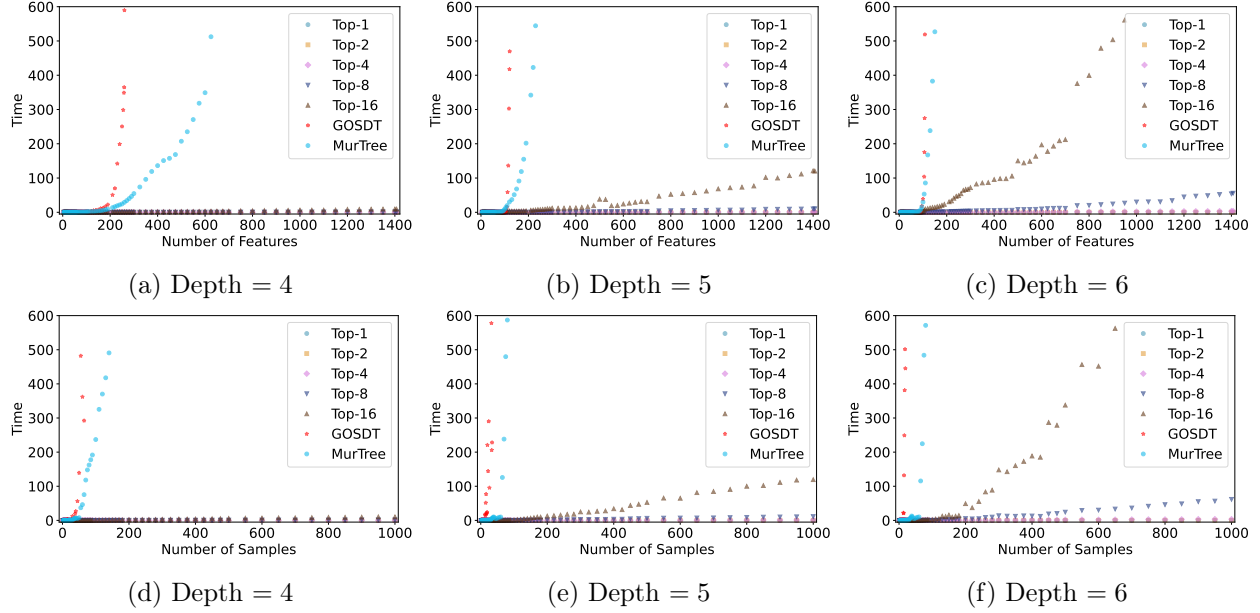 600
500
400
300
200
100
0
Time
0 200 400 600 800 1000 1200 1400
Number of Features
Top-1
Top-2
Top-4
Top-8
Top-16
GOSDT
MurTree
(a) Depth = 4
600
500
400
300
200
100
0
Time
0 200 400 600 800 1000 1200 1400
Number of Features
Top-1
Top-2
Top-4
Top-8
Top-16
GOSDT
MurTree
(b) Depth = 5
600
500
400
300
200
100
0
Time
0 200 400 600 800 1000 1200 1400
Number of Features
Top-1
Top-2
Top-4
Top-8
Top-16
GOSDT
MurTree
(c) Depth = 6
600
500
400
300
200
100
0
Time
0 200 400 600 800 1000
Number of Samples
Top-1
Top-2
Top-4
Top-8
Top-16
GOSDT
MurTree
(d) Depth = 4
600
500
400
300
200
100
0
Time
0 200 400 600 800 1000
Number of Samples
Top-1
Top-2
Top-4
Top-8
Top-16
GOSDT
MurTree
(e) Depth = 5
600
500
400
300
200
100
0
Time
0 200 400 600 800 1000
Number of Samples
Top-1
Top-2
Top-4
Top-8
Top-16
GOSDT
MurTree
(f) Depth = 6